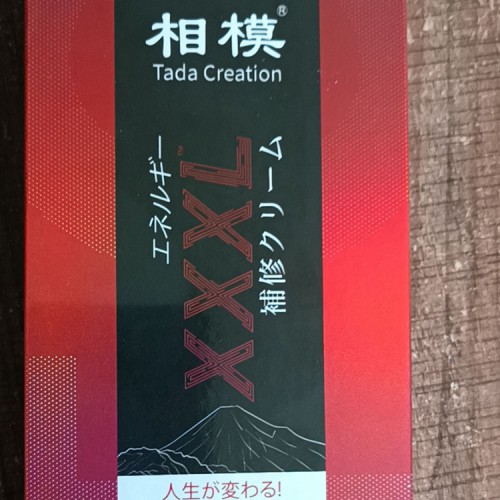 相模®
Tada Creation
エネルギー
XXXL™
補修クリーム
人生が変わる!